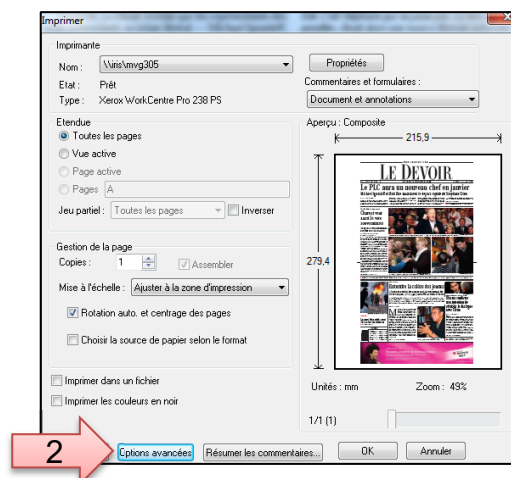 Imprimer
Imprimante
Nom : \\iris\mvg305
Propriétés
Etat : Prêt
Commentaires et formulaires :
Type : Xerox WorkCentre Pro 238 PS
Document et annotations
Etendue
Toutes les pages
Vue active
Page active
Pages A
Jeu partiel : Toutes les pages
Inverser
Gestion de la page
Copies : 1
Assembler
Mise à l'échelle : Ajuster à la zone d'impression
Rotation auto. et centrage des pages
Choisir la source de papier selon le format
Imprimer dans un fichier
Imprimer les couleurs en noir
Aperçu : Composite
215,9
279,4
LE DEVOIR
Le PLC aura un nouveau chef en janvier
Unités : mm
Zoom : 49%
1/1 (1)
2
Options avancées
Résumer les commentaires...
OK
Annuler